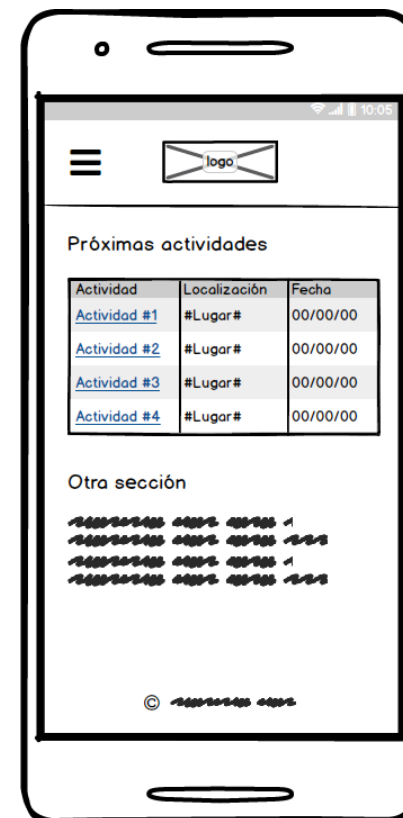 10:05
logo
Próximas actividades
Actividad Localización Fecha
Actividad #1 #Lugar# 00/00/00
Actividad #2 #Lugar# 00/00/00
Actividad #3 #Lugar# 00/00/00
Actividad #4 #Lugar# 00/00/00
Otra sección
©